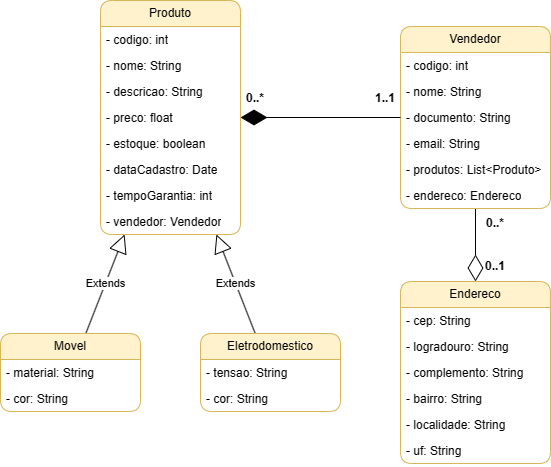 Produto
- codigo: int
- nome: String
- descricao: String
- preco: float
- estoque: boolean
- dataCadastro: Date
- tempoGarantia: int
- vendedor: Vendedor
0..*
1..1
Vendedor
- codigo: int
- nome: String
- documento: String
- email: String
- produtos: List<Produto>
- endereco: Endereco
0..*
0..1
Extends
Extends
Movel
- material: String
- cor: String
Eletrodomestico
- tensao: String
- cor: String
Endereco
- cep: String
- logradouro: String
- complemento: String
- bairro: String
- localidade: String
- uf: String